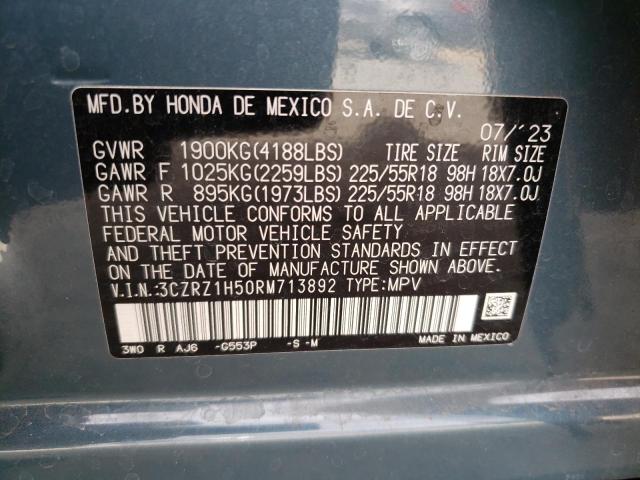 MFD. BY HONDA DE MEXICO S.A. DE C.V.
07/'23
GVWR 1900KG(4188LBS) TIRE SIZE RIM SIZE
GAWR F 1025KG(2259LBS) 225/55R18 98H 18X7.0J
GAWR R 895KG(1973LBS) 225/55R18 98H 18X7.0J
THIS VEHICLE CONFORMS TO ALL APPLICABLE
FEDERAL MOTOR VEHICLE SAFETY
AND THEFT PREVENTION STANDARDS IN EFFECT
ON THE DATE OF MANUFACTURE SHOWN ABOVE.
V.I.N.:3CZRZ1H50RM713892 TYPE:MPV
3W0 R AJ6 -G553P -S-M MADE IN MEXICO